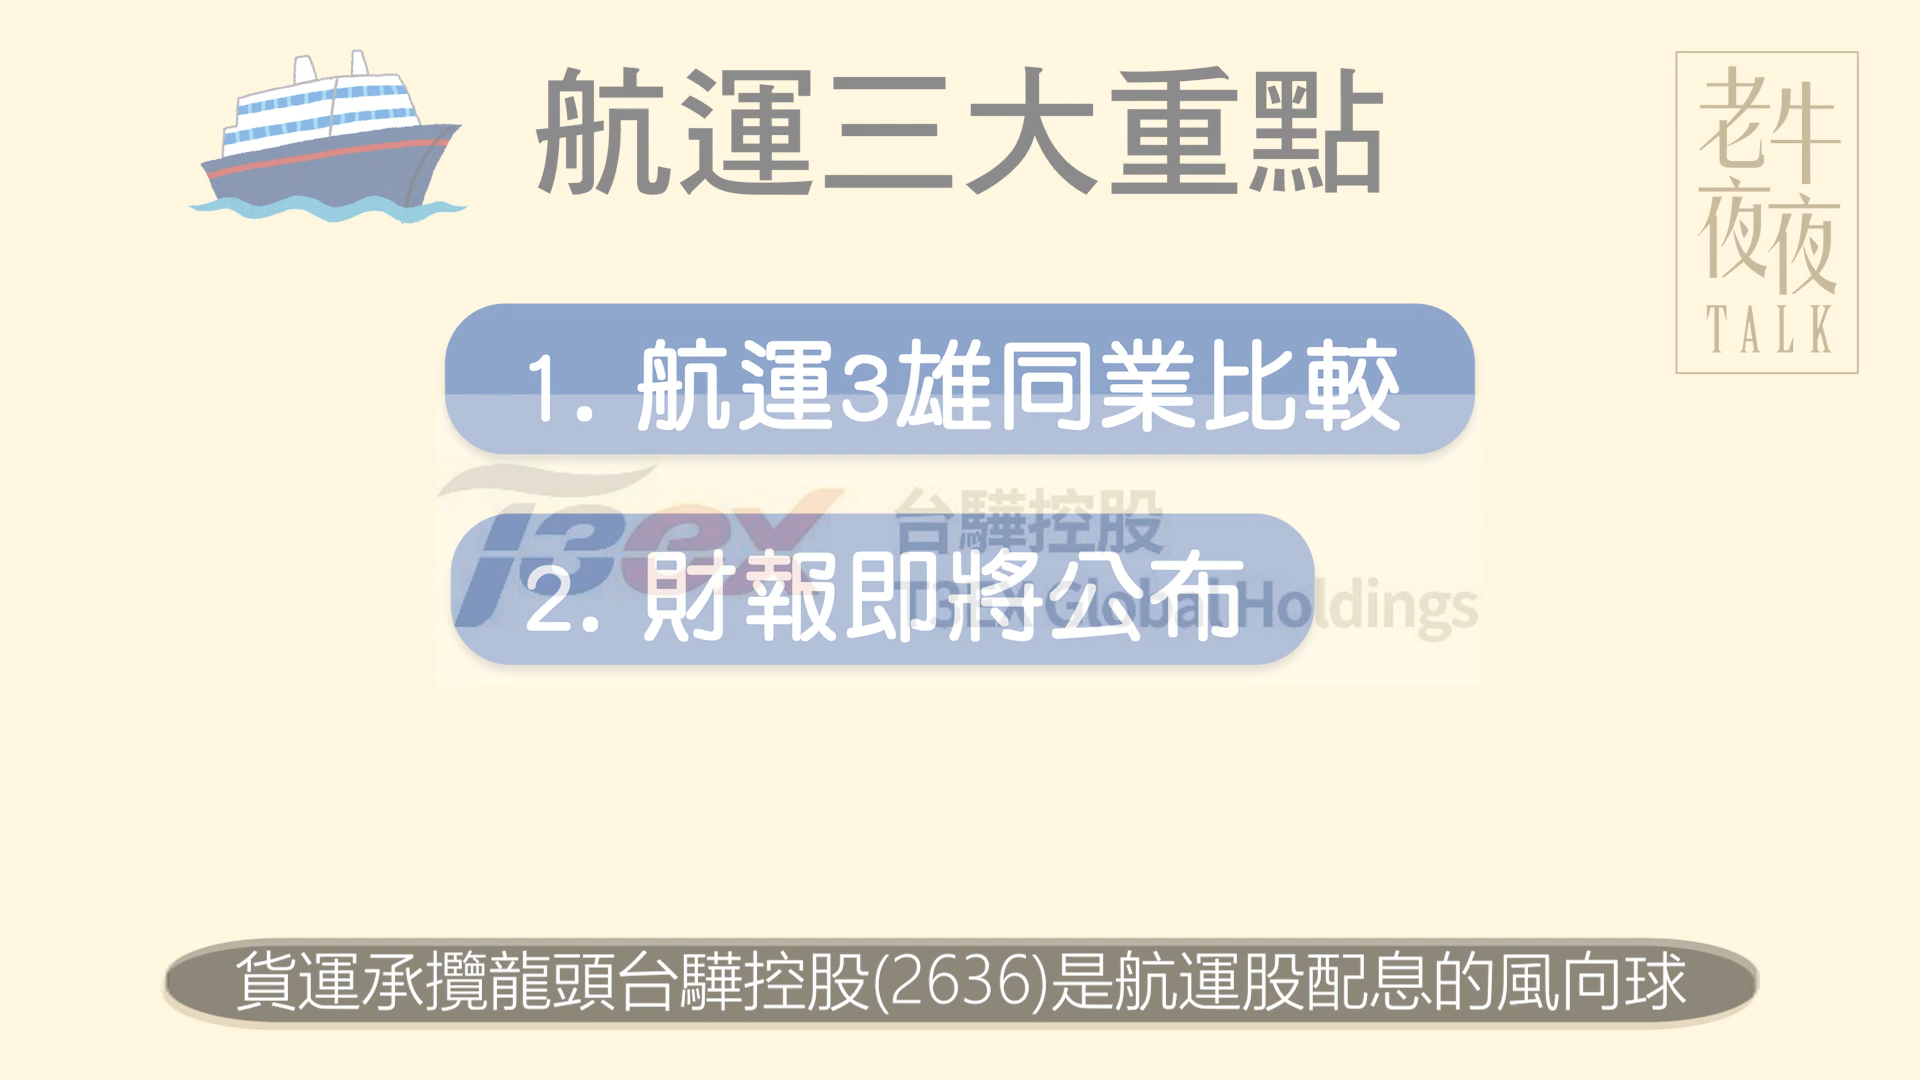 航運三大重點
老牛
夜夜
TALK
1. 航運3雄同業比較
T3ex 台驊控股
T3EX Global Holdings
2. 財報即將公布
貨運承攬龍頭台驊控股(2636)是航運股配息的風向球